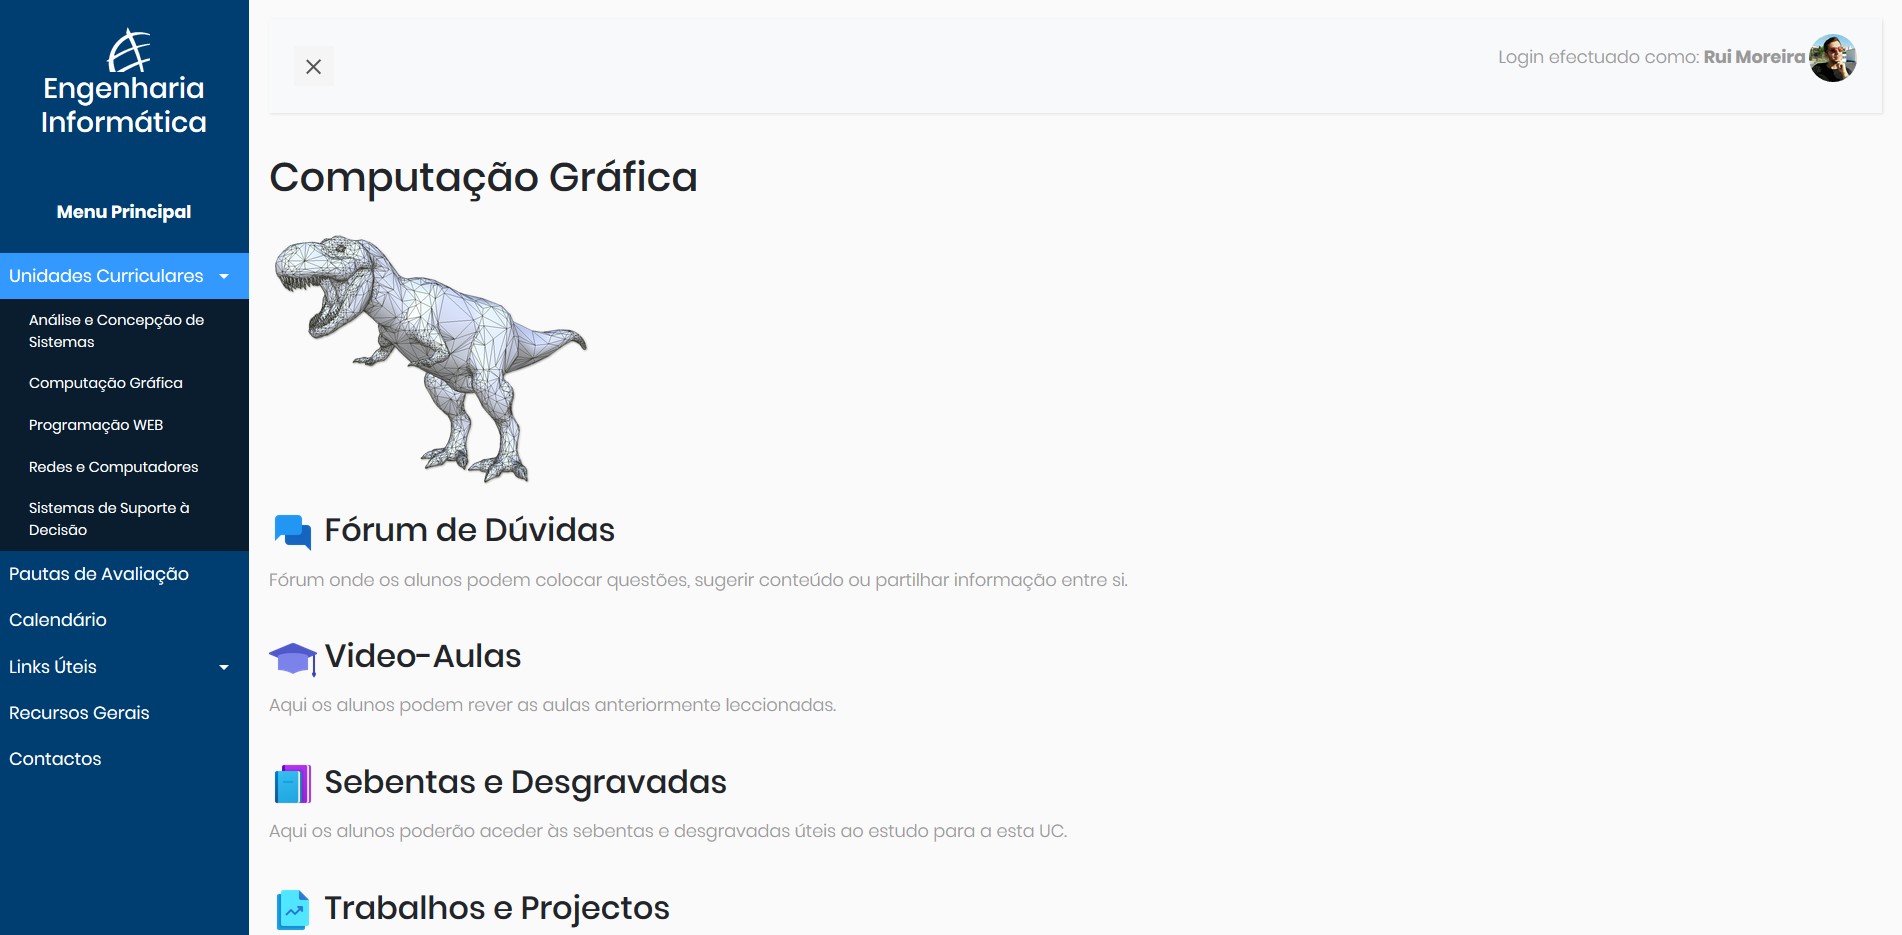 Engenharia
Informática
Menu Principal
Unidades Curriculares
Análise e Concepção de
Sistemas
Computação Gráfica
Programação WEB
Redes e Computadores
Sistemas de Suporte à
Decisão
Pautas de Avaliação
Calendário
Links Úteis
Recursos Gerais
Contactos
Login efectuado como: Rui Moreira
Computação Gráfica
Fórum de Dúvidas
Fórum onde os alunos podem colocar questões, sugerir conteúdo ou partilhar informação entre si.
Video-Aulas
Aqui os alunos podem rever as aulas anteriormente leccionadas.
Sebentas e Desgravadas
Aqui os alunos poderão aceder às sebentas e desgravadas úteis ao estudo para a esta UC.
Trabalhos e Projectos